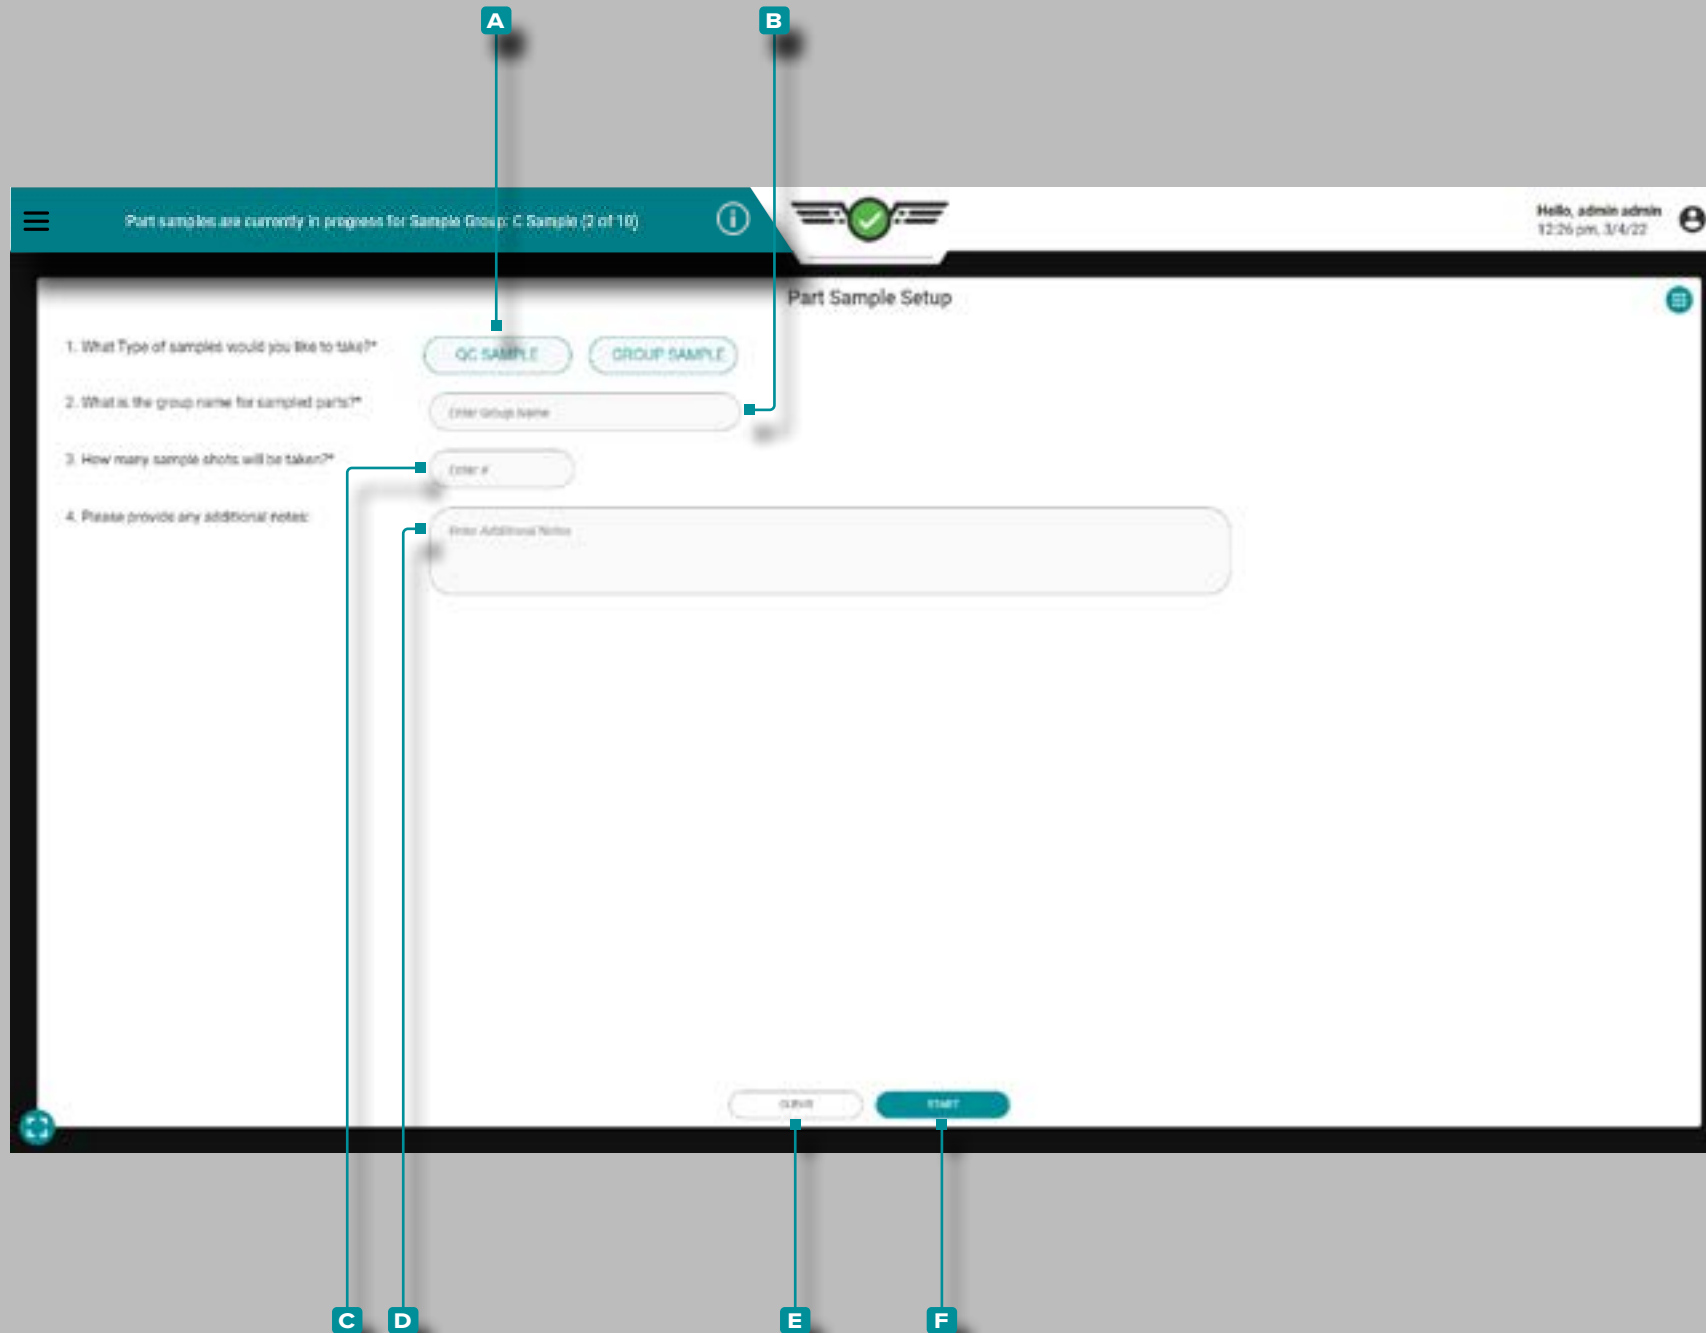 A B
Part samples are currently in progress for Sample Group: C Sample (2 of 10)
Hello, admin admin
12:26 pm, 3/4/22
Part Sample Setup
1. What Type of samples would you like to take?*
QC SAMPLE GROUP SAMPLE
2. What is the group name for sampled parts?*
Enter Group Name
3. How many sample shots will be taken?*
Enter #
4. Please provide any additional notes:
Enter Additional Notes
START
C D E F